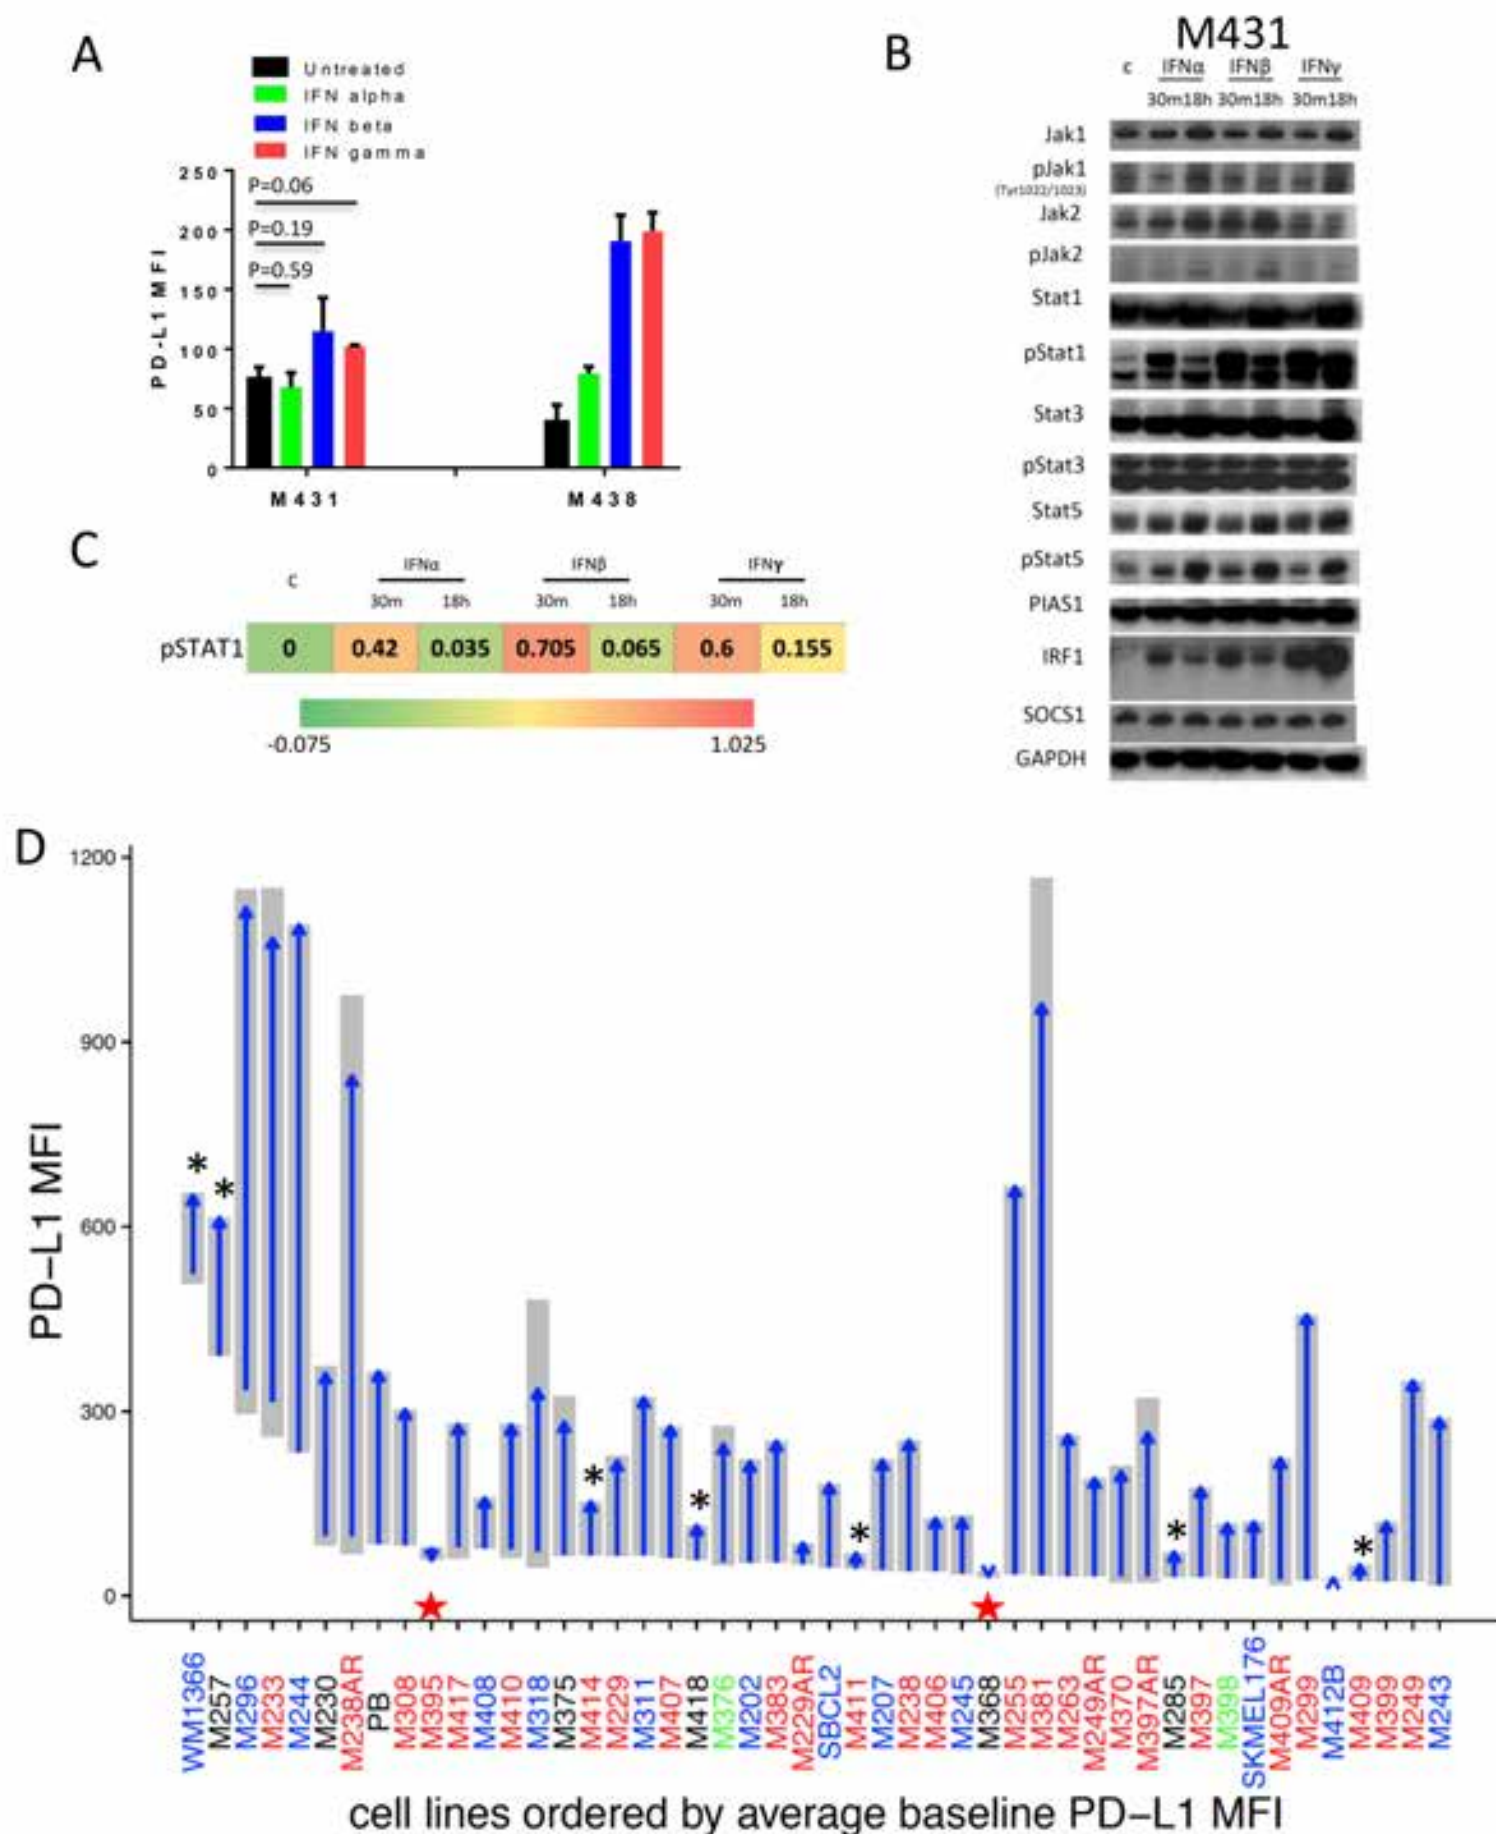 A
Untreated
IFN alpha
IFN beta
IFN gamma
PD-L1 MFI
250
200
150
100
50
0
P=0.06
P=0.19
P=0.59
M431
M438
B
M431
c IFNα IFNβ IFNγ
30m18h 30m18h 30m18h
Jak1
pJak1
(Tyr1022/1023)
Jak2
pJak2
Stat1
pStat1
Stat3
pStat3
Stat5
pStat5
PIAS1
IRF1
SOCS1
GAPDH
C
c IFNα IFNβ IFNγ
30m 18h 30m 18h 30m 18h
pSTAT1 0 0.42 0.035 0.705 0.065 0.6 0.155
-0.075 1.025
D
PD-L1 MFI
1200
900
600
300
0
* * * * * * *
WM1366
M257
M296
M233
M244
M230
M238AR
PB
M308
M395
M417
M408
M410
M318
M375
M414
M229
M311
M407
M418
M376
M202
M383
M229AR
SBCL2
M411
M207
M238
M406
M245
M368
M255
M381
M263
M249AR
M370
M397AR
M285
M397
M398
SKMEL176
M409AR
M299
M412B
M409
M399
M249
M243
cell lines ordered by average baseline PD-L1 MFI